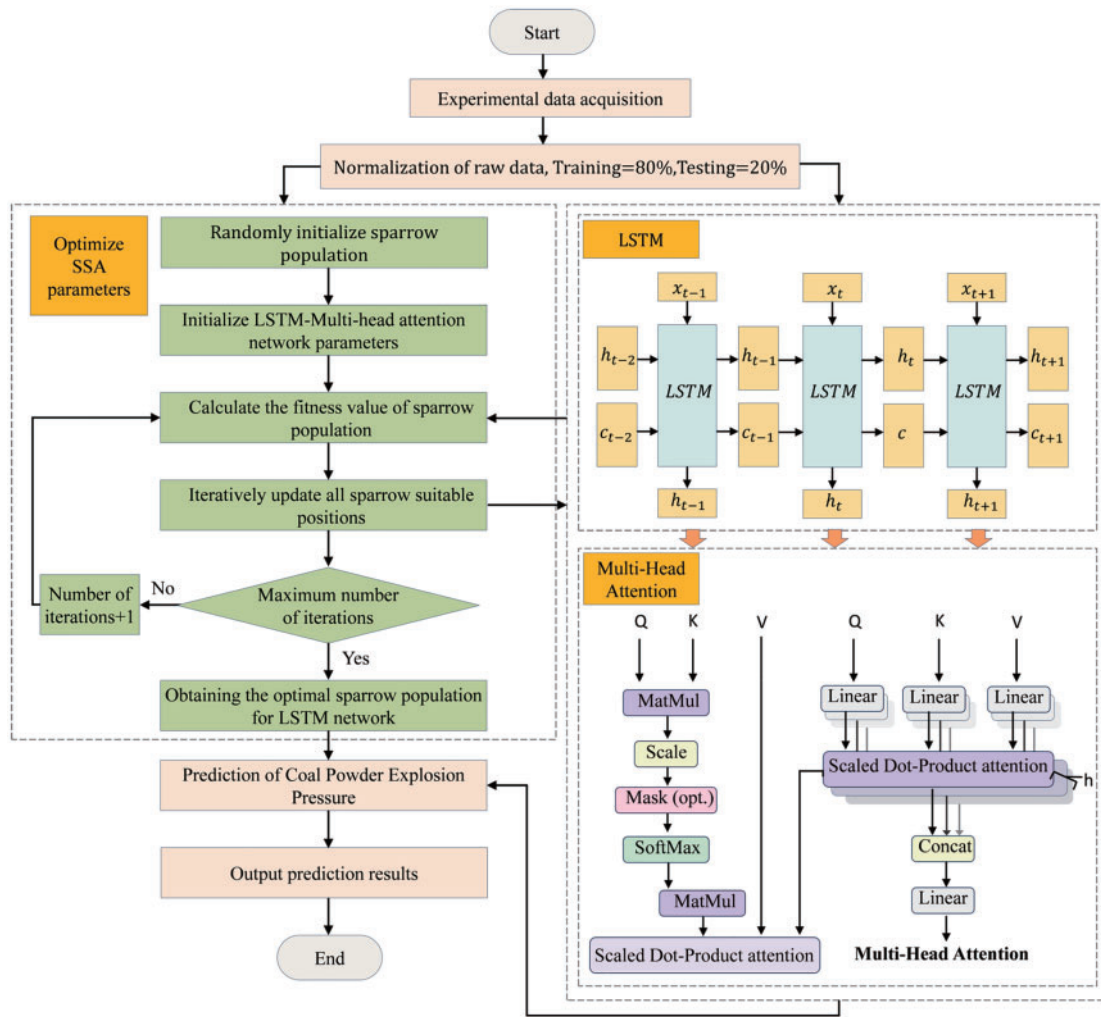 Start
Experimental data acquisition
Normalization of raw data, Training=80%,Testing=20%
Optimize
SSA
parameters
Randomly initialize sparrow
population
Initialize LSTM-Multi-head attention
network parameters
Calculate the fitness value of sparrow
population
Iteratively update all sparrow suitable
positions
Number of
iterations+1
No
Maximum number
of iterations
Yes
Obtaining the optimal sparrow population
for LSTM network
Prediction of Coal Powder Explosion
Pressure
Output prediction results
End
LSTM
x_{t-1} x_t x_{t+1}
h_{t-2} h_{t-1} h_t h_{t+1}
LSTM LSTM LSTM
c_{t-2} c_{t-1} c c_{t+1}
h_{t-1} h_t h_{t+1}
Multi-Head
Attention
Q K V
MatMul
Scale
Mask (opt.)
SoftMax
MatMul
Scaled Dot-Product attention
Q K V
Linear Linear Linear
Scaled Dot-Product attention
h
Concat
Linear
Multi-Head Attention